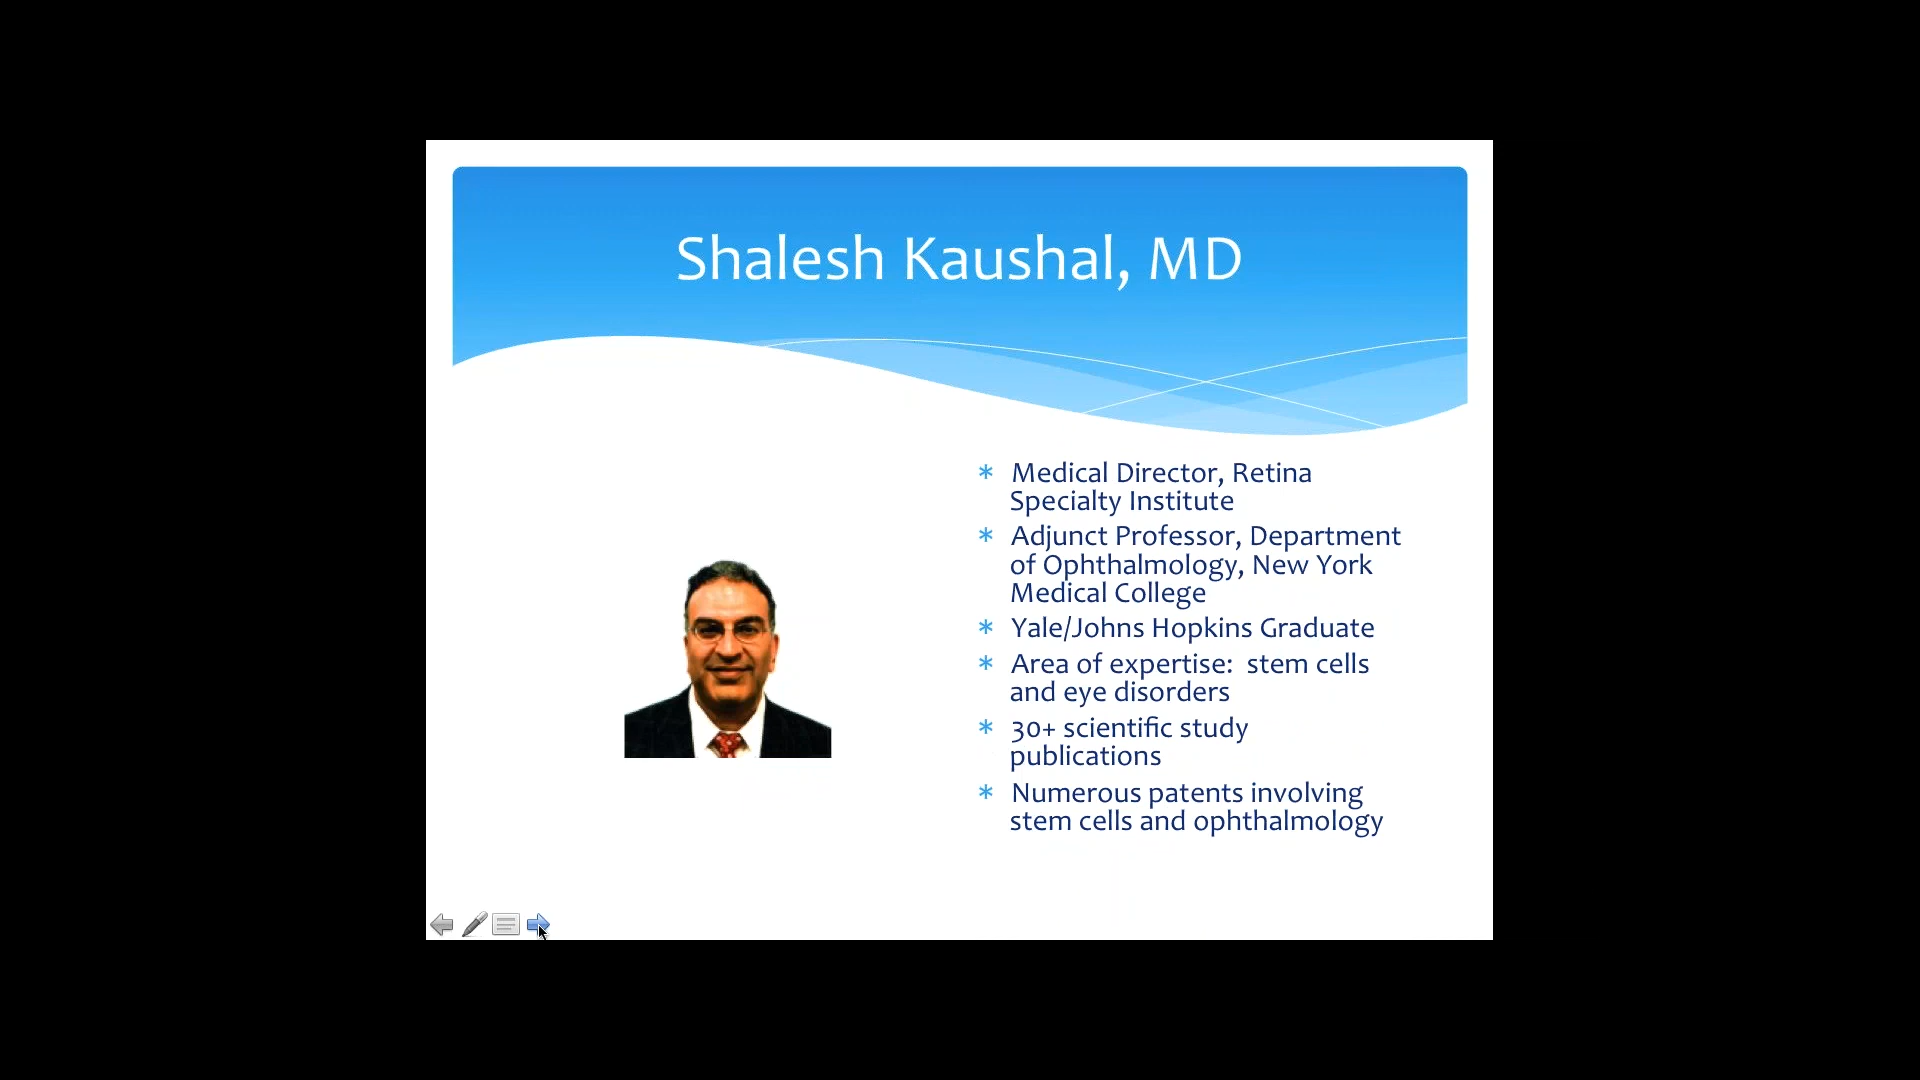 Shalesh Kaushal, MD
* Medical Director, Retina
Specialty Institute
* Adjunct Professor, Department
of Ophthalmology, New York
Medical College
* Yale/Johns Hopkins Graduate
* Area of expertise:  stem cells
and eye disorders
* 30+ scientific study
publications
* Numerous patents involving
stem cells and ophthalmology